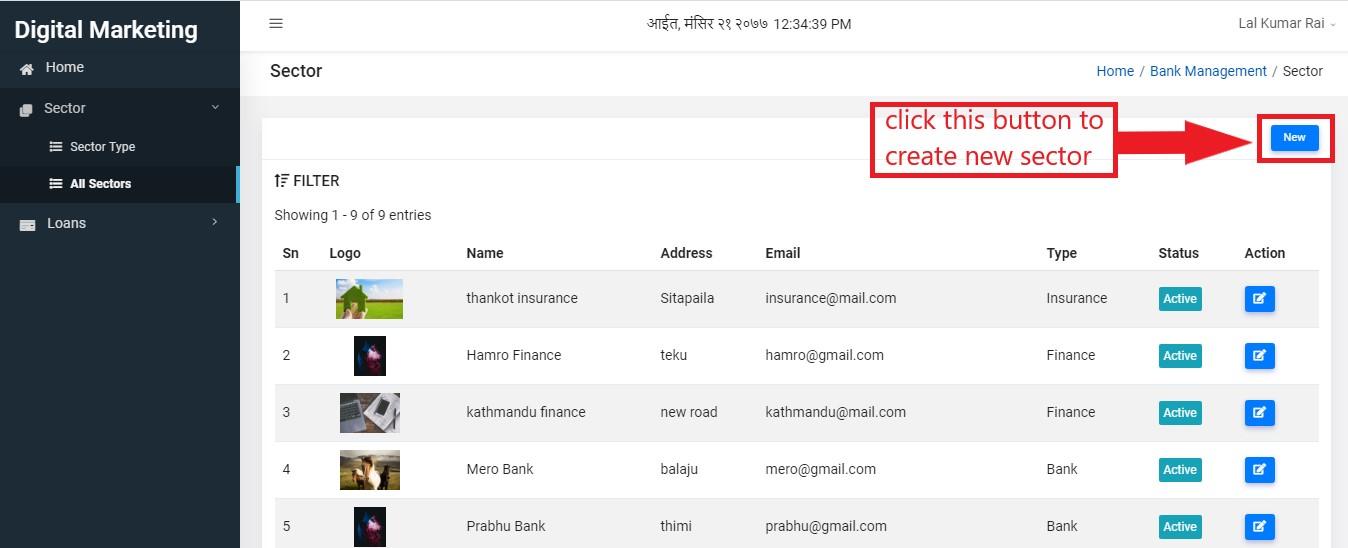 Digital Marketing
आईत, मंसिर २१ २०७७ 12:34:39 PM
Lal Kumar Rai
Home
Sector
Sector Type
All Sectors
Loans
Sector
Home / Bank Management / Sector
click this button to
create new sector
New
FILTER
Showing 1 - 9 of 9 entries
Sn Logo Name Address Email Type Status Action
1 thankot insurance Sitapaila insurance@mail.com Insurance Active
2 Hamro Finance teku hamro@gmail.com Finance Active
3 kathmandu finance new road kathmandu@mail.com Finance Active
4 Mero Bank balaju mero@gmail.com Bank Active
5 Prabhu Bank thimi prabhu@gmail.com Bank Active